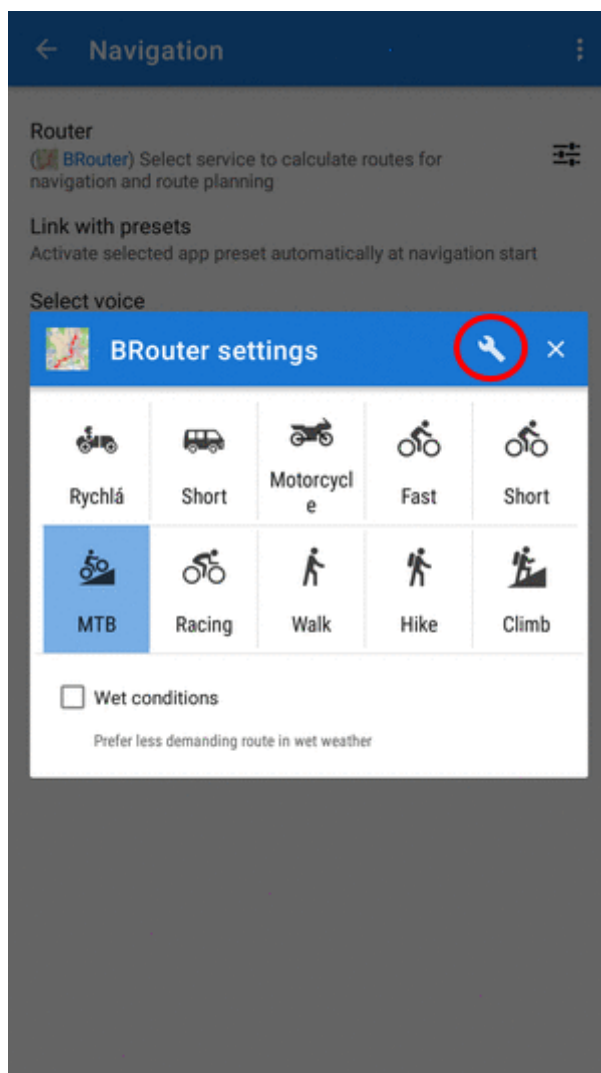 Navigation
Router
(BRouter) Select service to calculate routes for
navigation and route planning
Link with presets
Activate selected app preset automatically at navigation start
Select voice
BRouter settings
Rychlá
Short
Motorcycl
e
Fast
Short
MTB
Racing
Walk
Hike
Climb
Wet conditions
Prefer less demanding route in wet weather